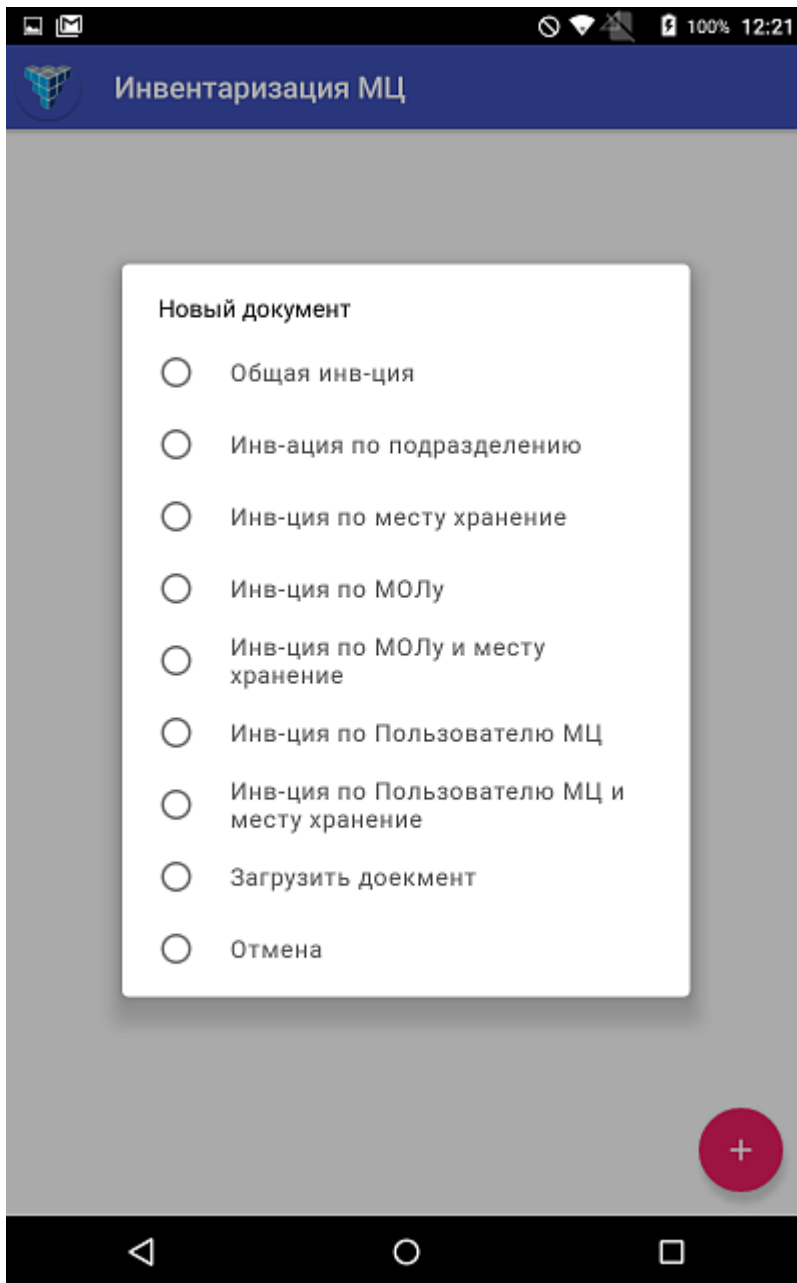 100% 12:21
Инвентаризация МЦ
Новый документ
Общая инв-ция
Инв-ация по подразделению
Инв-ция по месту хранение
Инв-ция по МОЛу
Инв-ция по МОЛу и месту
хранение
Инв-ция по Пользователю МЦ
Инв-ция по Пользователю МЦ и
месту хранение
Загрузить доекмент
Отмена
+